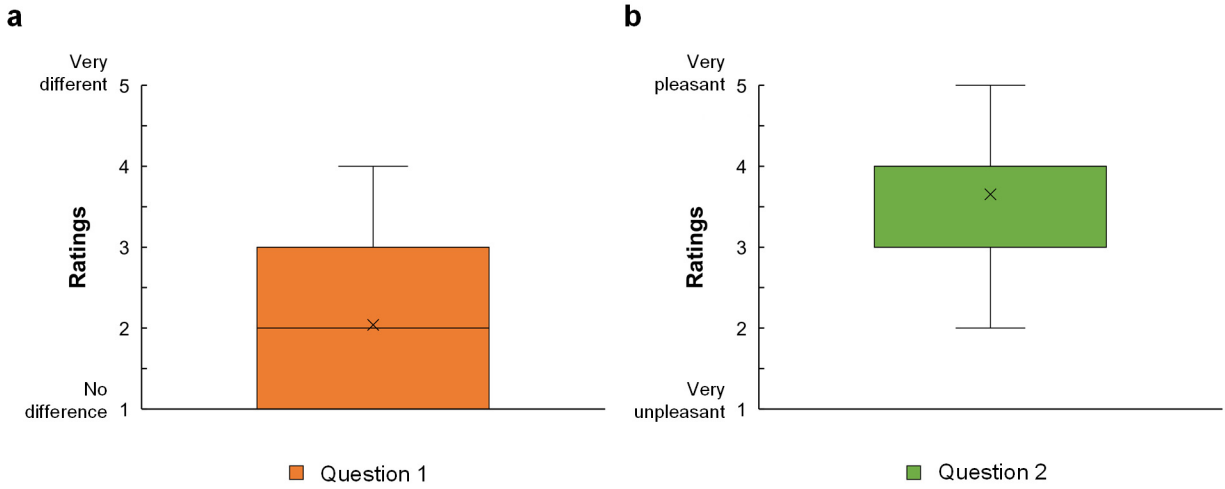 a
Very
different
5
4
3
2
1
Ratings
No
difference
Question 1
b
Very
pleasant
5
4
3
2
1
Ratings
Very
unpleasant
Question 2